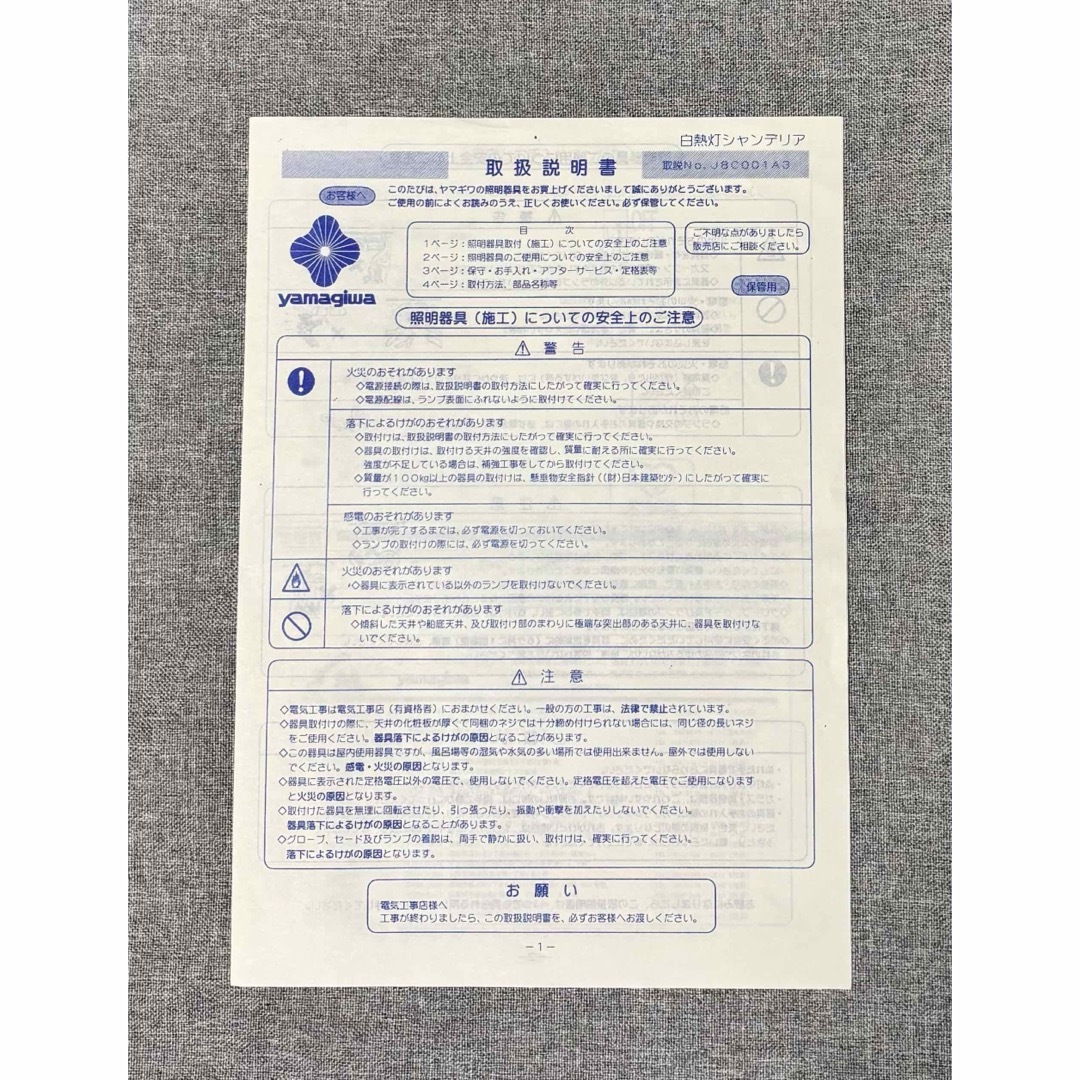 白熱灯シャンデリア
取扱説明書
取説No. J8C001A3
お客様へ
このたびは、ヤマギワの照明器具をお買上げくださいまして誠にありがとうございます。
ご使用の前によくお読みのうえ、正しくお使いください。必ず保管してください。
yamagiwa
目 次
1ページ:照明器具取付(施工)についての安全上のご注意
2ページ:照明器具のご使用についての安全上のご注意
3ページ:保守・お手入れ・アフターサービス・定格表等
4ページ:取付方法、部品名称等
ご不明な点がありましたら
販売店にご相談ください。
保管用
照明器具(施工)についての安全上のご注意
⚠ 警 告
火災のおそれがあります
◇電源接続の際は、取扱説明書の取付方法にしたがって確実に行ってください。
◇電源配線は、ランプ表面にふれないように取付けてください。
落下によるけがのおそれがあります
◇取付けは、取扱説明書の取付方法にしたがって確実に行ってください。
◇器具の取付けは、取付ける天井の強度を確認し、質量に耐える所に確実に行ってください。
強度が不足している場合は、補強工事をしてから取付けてください。
◇質量が100kg以上の器具の取付けは、懸垂物安全指針((財)日本建築センター)にしたがって確実に
行ってください。
感電のおそれがあります
◇工事が完了するまでは、必ず電源を切っておいてください。
◇ランプの取付けの際には、必ず電源を切ってください。
火災のおそれがあります
◇器具に表示されている以外のランプを取付けないでください。
落下によるけがのおそれがあります
◇傾斜した天井や船底天井、及び取付け部のまわりに極端な突出部のある天井に、器具を取付けな
いでください。
⚠ 注 意
◇電気工事は電気工事店(有資格者)におまかせください。一般の方の工事は、法律で禁止されています。
◇器具取付けの際に、天井の化粧板が厚くて同梱のネジでは十分締め付けられない場合には、同じ径の長いネジ
をご使用ください。器具落下によるけがの原因となることがあります。
◇この器具は屋内使用器具ですが、風呂場等の湿気や水気の多い場所では使用出来ません。屋外では使用しない
でください。感電・火災の原因となります。
◇器具に表示された定格電圧以外の電圧で、使用しないでください。定格電圧を超えた電圧でご使用になります
と火災の原因となります。
◇取付けた器具を無理に回転させたり、引っ張ったり、振動や衝撃を加えたりしないでください。
器具落下によるけがの原因となることがあります。
◇グローブ、セード及びランプの着脱は、両手で静かに扱い、取付けは、確実に行ってください。
落下によるけがの原因となります。
お 願 い
電気工事店様へ
工事が終わりましたら、この取扱説明書を、必ずお客様へお渡しください。
-1-